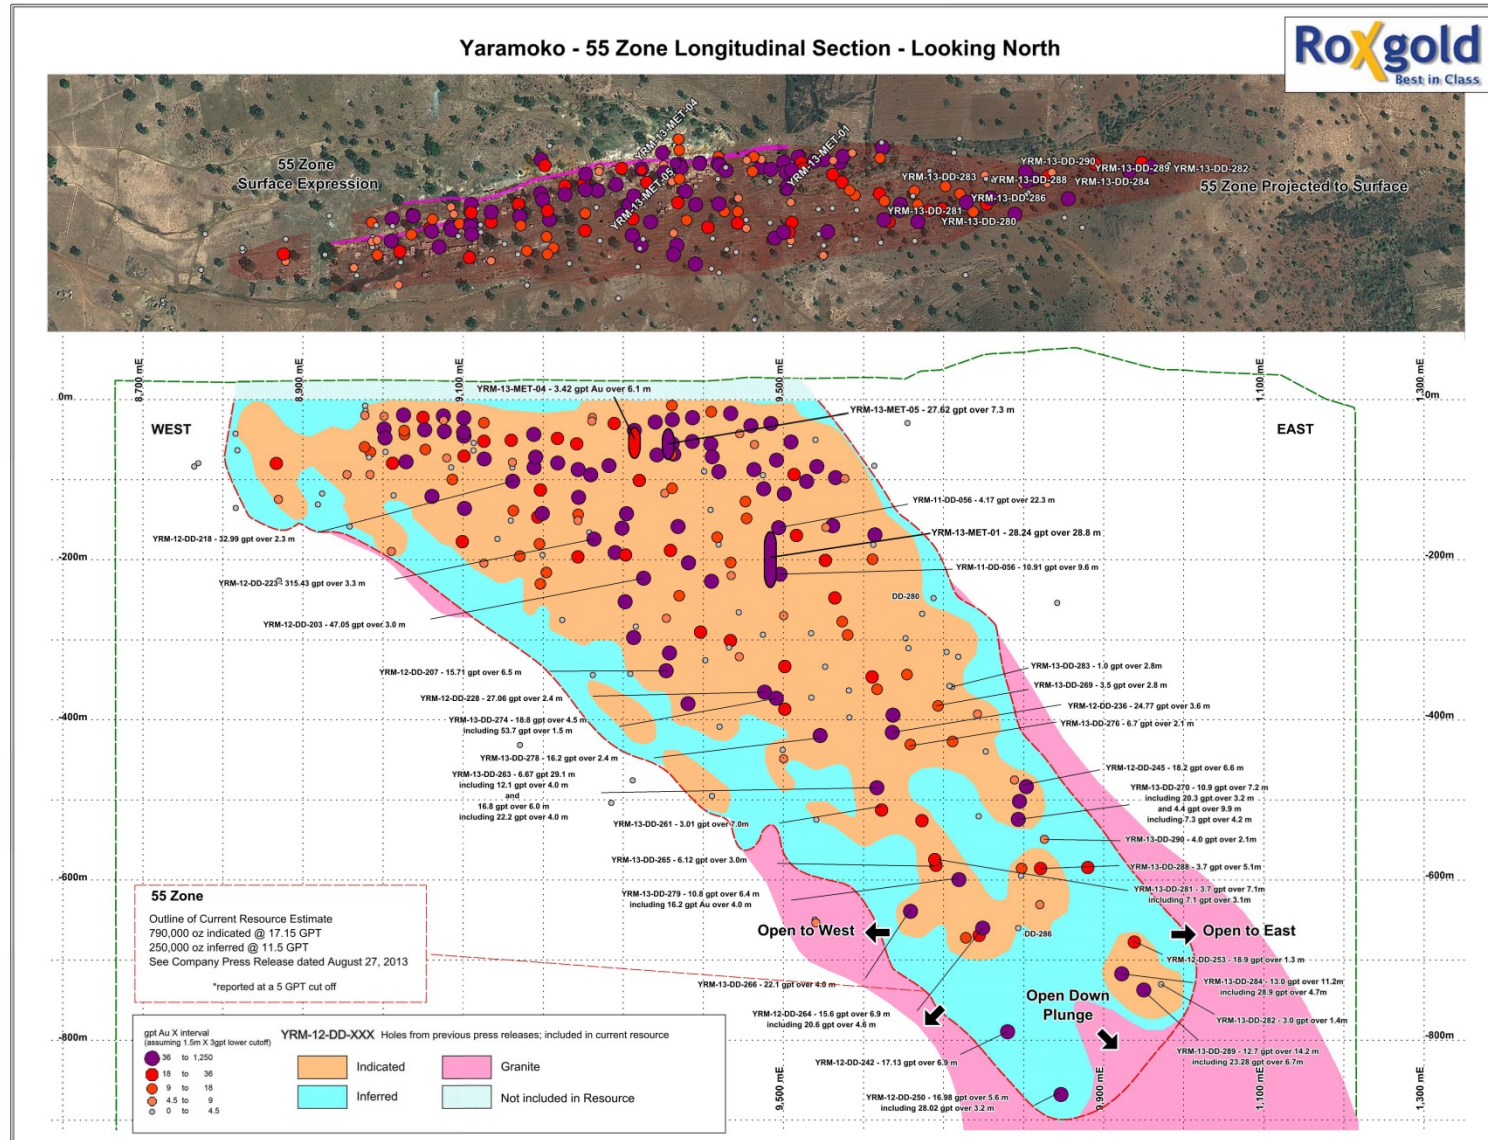 Yaramoko - 55 Zone Longitudinal Section - Looking North
Roxgold
Best in Class
55 Zone
Surface Expression
YRM-13-MET-04
YRM-13-MET-05
YRM-13-MET-01
YRM-13-DD-283
YRM-13-DD-290
YRM-13-DD-288
YRM-13-DD-289
YRM-13-DD-282
YRM-13-DD-284
YRM-13-DD-286
YRM-13-DD-281
YRM-13-DD-280
55 Zone Projected to Surface
8,700 mE
8,900 mE
9,100 mE
9,500 mE
1,100 mE
1,300 mE
0m
WEST
EAST
YRM-13-MET-04 - 3.42 gpt Au over 6.1 m
YRM-13-MET-05 - 27.62 gpt over 7.3 m
YRM-11-DD-056 - 4.17 gpt over 22.3 m
YRM-13-MET-01 - 28.24 gpt over 28.8 m
YRM-11-DD-056 - 10.91 gpt over 9.6 m
YRM-12-DD-218 - 32.99 gpt over 2.3 m
-200m
-200m
YRM-12-DD-223 - 315.43 gpt over 3.3 m
DD-280
YRM-12-DD-203 - 47.05 gpt over 3.0 m
YRM-12-DD-207 - 15.71 gpt over 6.5 m
YRM-13-DD-283 - 1.0 gpt over 2.8m
YRM-13-DD-269 - 3.5 gpt over 2.8 m
YRM-12-DD-228 - 27.06 gpt over 2.4 m
YRM-12-DD-236 - 24.77 gpt over 3.6 m
-400m
-400m
YRM-13-DD-274 - 18.8 gpt over 4.5 m
including 53.7 gpt over 1.5 m
YRM-13-DD-276 - 6.7 gpt over 2.1 m
YRM-13-DD-278 - 16.2 gpt over 2.4 m
YRM-13-DD-263 - 6.67 gpt 29.1 m
including 12.1 gpt over 4.0 m
and
16.8 gpt over 6.0 m
including 22.2 gpt over 4.0 m
YRM-12-DD-245 - 18.2 gpt over 6.6 m
YRM-13-DD-270 - 10.9 gpt over 7.2 m
including 20.3 gpt over 3.2 m
and 4.4 gpt over 9.9 m
including 7.3 gpt over 4.2 m
YRM-13-DD-261 - 3.01 gpt over 7.0m
YRM-13-DD-290 - 4.0 gpt over 2.1m
YRM-13-DD-265 - 6.12 gpt over 3.0m
YRM-13-DD-288 - 3.7 gpt over 5.1m
-600m
-600m
YRM-13-DD-279 - 10.8 gpt over 6.4 m
including 16.2 gpt Au over 4.0 m
YRM-13-DD-281 - 3.7 gpt over 7.1m
including 7.1 gpt over 3.1m
55 Zone
Outline of Current Resource Estimate
790,000 oz indicated @ 17.15 GPT
250,000 oz inferred @ 11.5 GPT
See Company Press Release dated August 27, 2013
*reported at a 5 GPT cut off
Open to West
DD-286
Open to East
YRM-12-DD-253 - 18.9 gpt over 1.3 m
YRM-13-DD-266 - 22.1 gpt over 4.0 m
YRM-13-DD-284 - 13.0 gpt over 11.2m
including 28.9 gpt over 4.7m
Open Down
Plunge
YRM-12-DD-264 - 15.6 gpt over 6.9 m
including 20.6 gpt over 4.6 m
YRM-13-DD-282 - 3.0 gpt over 1.4m
-800m
-800m
YRM-13-DD-289 - 12.7 gpt over 14.2 m
including 23.28 gpt over 6.7m
YRM-12-DD-242 - 17.13 gpt over 6.9 m
YRM-12-DD-250 - 16.98 gpt over 5.6 m
including 28.02 gpt over 3.2 m
9,500 mE
9,900 mE
1,100 mE
1,300 mE
gpt Au X interval
(assuming 1.5m X 3gpt lower cutoff)
36 to 1,250
18 to 36
9 to 18
4.5 to 9
0 to 4.5
YRM-12-DD-XXX Holes from previous press releases; included in current resource
Indicated
Inferred
Granite
Not included in Resource